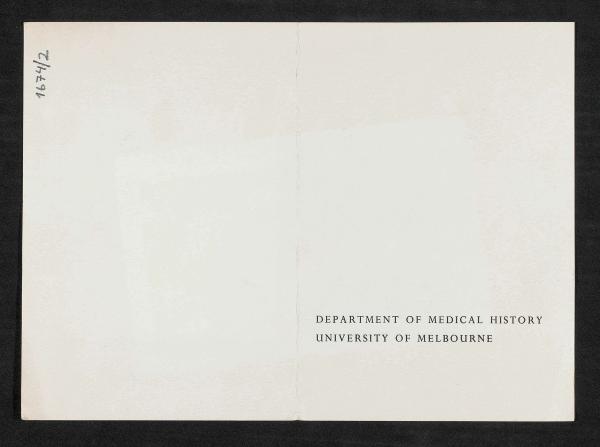 1674/2
DEPARTMENT OF MEDICAL HISTORY
UNIVERSITY OF MELBOURNE